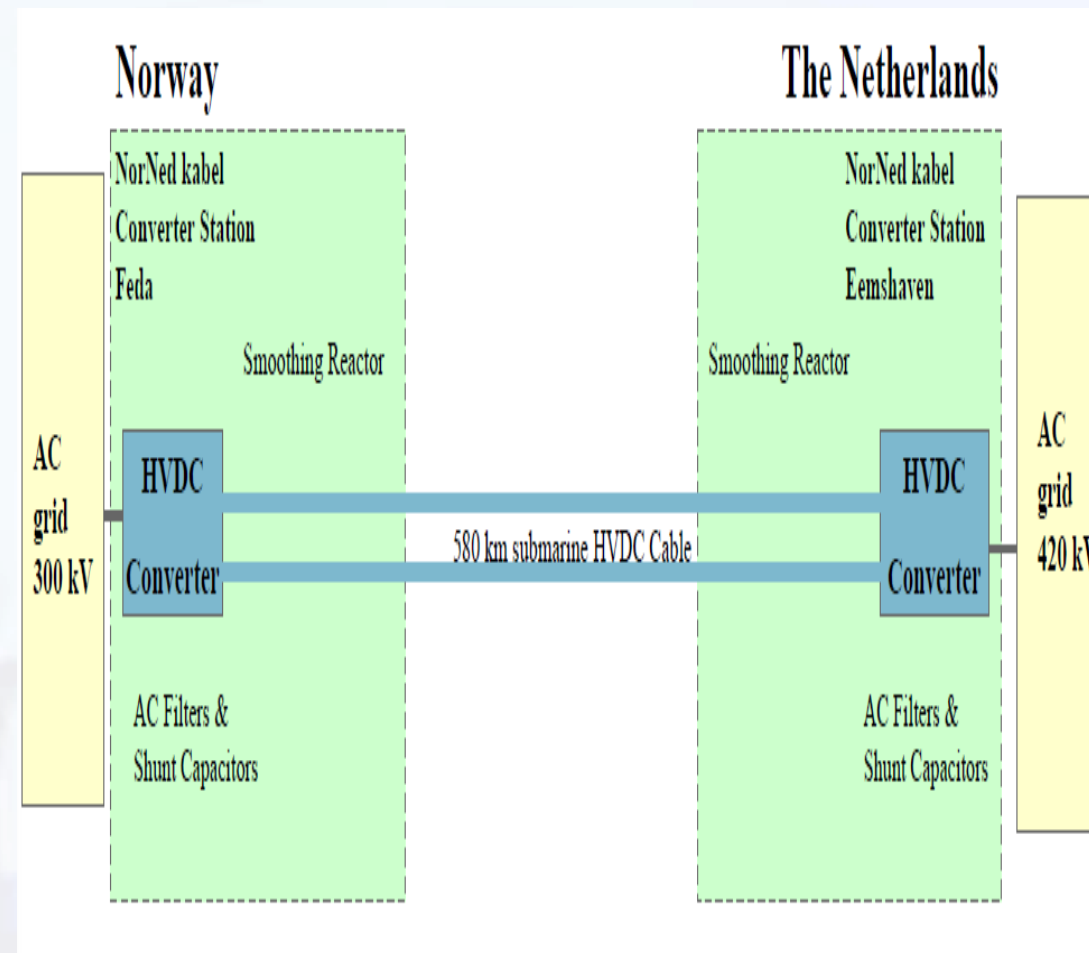 Norway
The Netherlands
NorNed kabel
Converter Station
Feda
NorNed kabel
Converter Station
Eemshaven
Smoothing Reactor
Smoothing Reactor
AC
grid
300 kV
HVDC
Converter
580 km submarine HVDC Cable
HVDC
Converter
AC
grid
420 kV
AC Filters &
Shunt Capacitors
AC Filters &
Shunt Capacitors